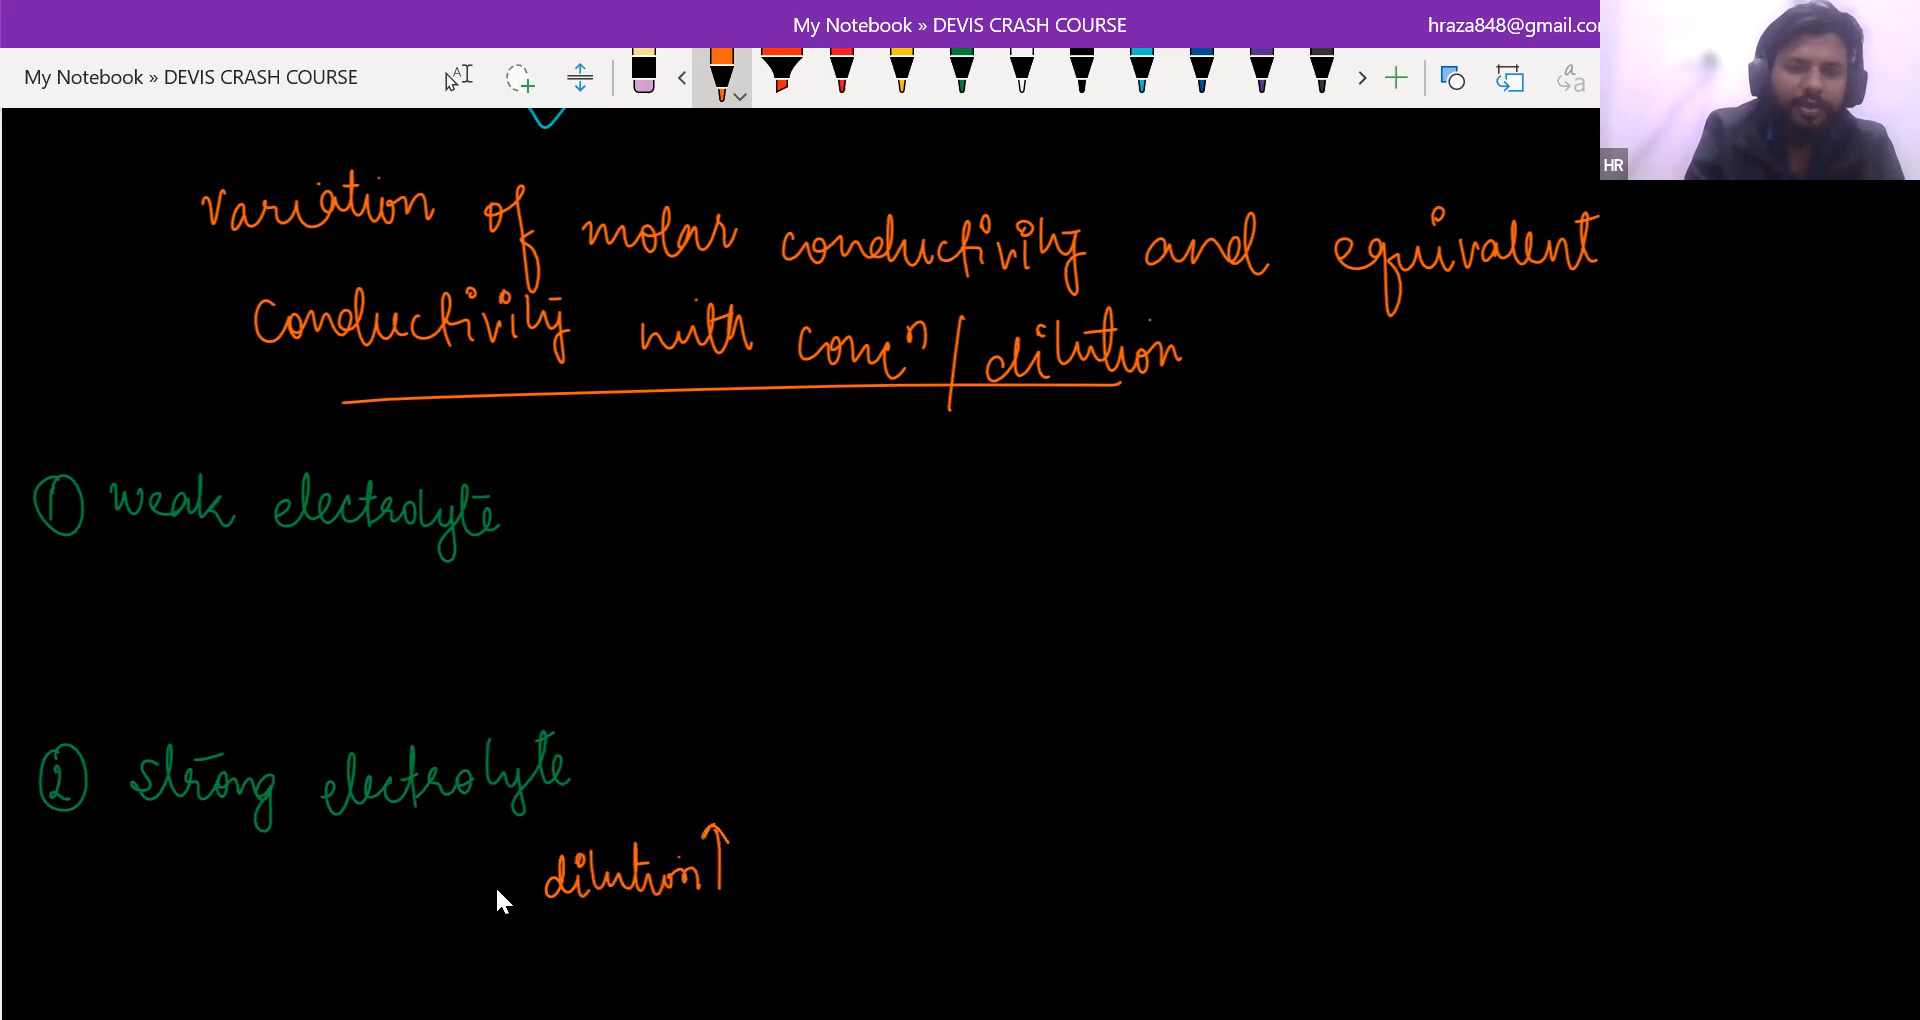 My Notebook » DEVIS CRASH COURSE
hraza848@gmail.co
My Notebook » DEVIS CRASH COURSE
HR
Variation of molar conductivity and equivalent
Conductivity with concⁿ/dilution
① weak electrolyte
② strong electrolyte
dilution↑